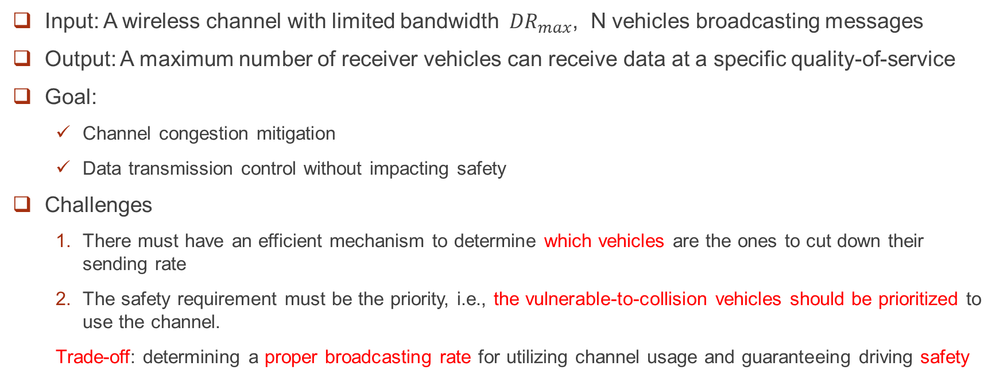 Input: A wireless channel with limited bandwidth DR_max, N vehicles broadcasting messages
Output: A maximum number of receiver vehicles can receive data at a specific quality-of-service
Goal:
✓ Channel congestion mitigation
✓ Data transmission control without impacting safety
Challenges
1. There must have an efficient mechanism to determine which vehicles are the ones to cut down their
sending rate
2. The safety requirement must be the priority, i.e., the vulnerable-to-collision vehicles should be prioritized to
use the channel.
Trade-off: determining a proper broadcasting rate for utilizing channel usage and guaranteeing driving safety